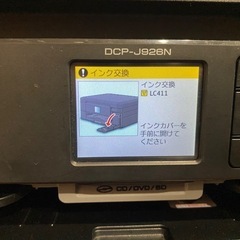 DCP-J926N
インク交換
インク交換
Y LC411
インクカバーを
手前に開けて
ください
CD/DVD/BD